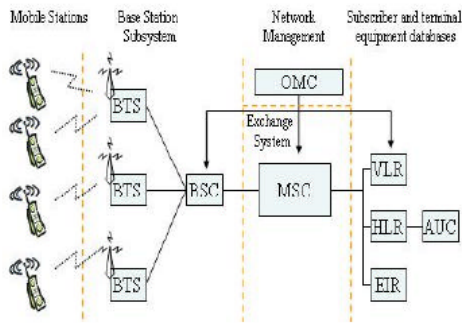 Mobile Stations
Base Station
Subsystem
Network
Management
Subscriber and terminal
equipment databases
OMC
Exchange
System
BTS
BTS
BTS
BSC
MSC
VLR
HLR
AUC
EIR